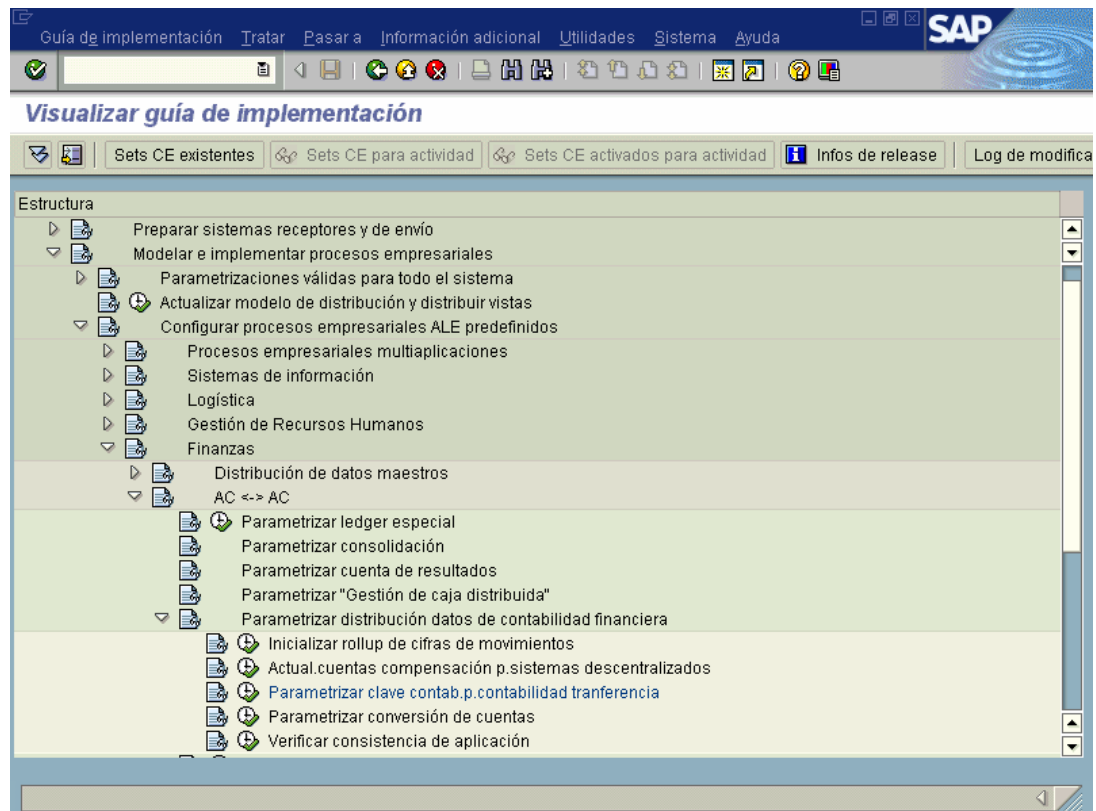 Guía de implementación Tratar Pasar a Información adicional Utilidades Sistema Ayuda
SAP
Visualizar guía de implementación
Sets CE existentes Sets CE para actividad Sets CE activados para actividad Infos de release Log de modifica
Estructura
Preparar sistemas receptores y de envío
Modelar e implementar procesos empresariales
Parametrizaciones válidas para todo el sistema
Actualizar modelo de distribución y distribuir vistas
Configurar procesos empresariales ALE predefinidos
Procesos empresariales multiaplicaciones
Sistemas de información
Logística
Gestión de Recursos Humanos
Finanzas
Distribución de datos maestros
AC <-> AC
Parametrizar ledger especial
Parametrizar consolidación
Parametrizar cuenta de resultados
Parametrizar "Gestión de caja distribuida"
Parametrizar distribución datos de contabilidad financiera
Inicializar rollup de cifras de movimientos
Actual.cuentas compensación p.sistemas descentralizados
Parametrizar clave contab.p.contabilidad tranferencia
Parametrizar conversión de cuentas
Verificar consistencia de aplicación